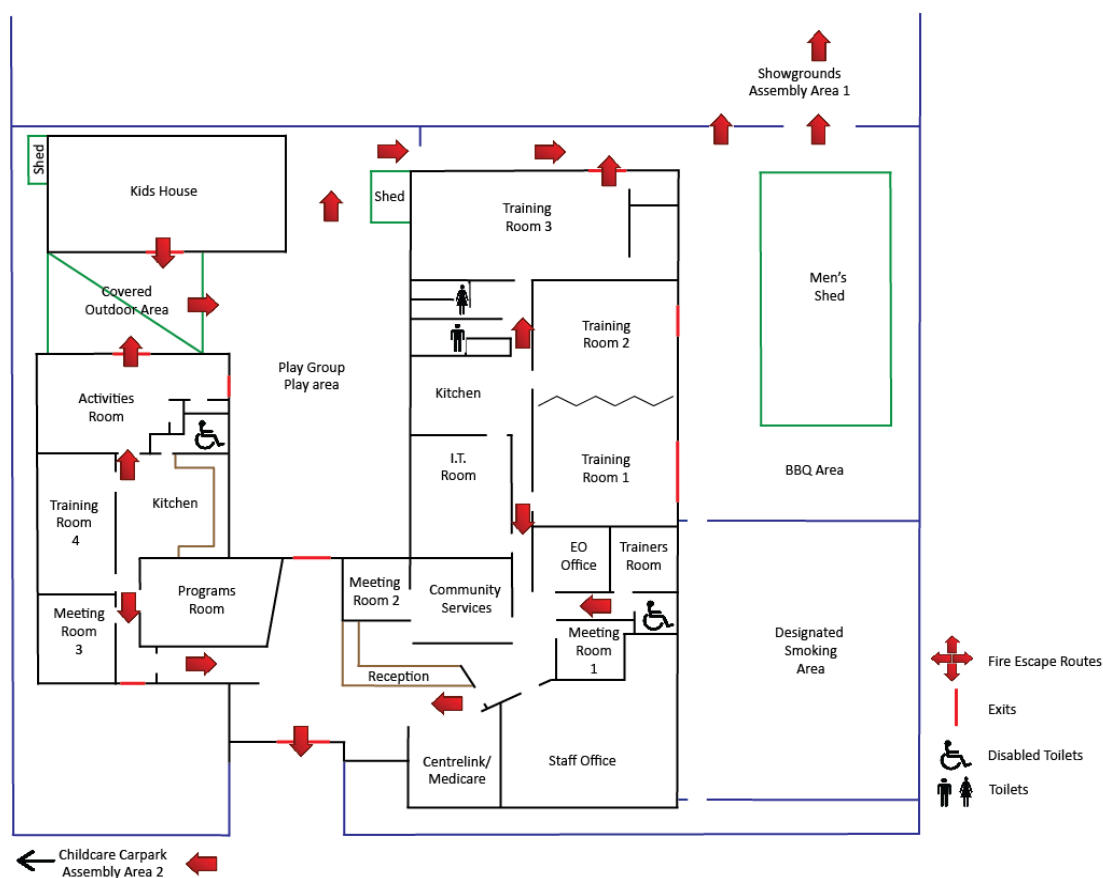 Showgrounds
Assembly Area 1
Shed
Kids House
Shed
Training
Room 3
Men's
Shed
Covered
Outdoor Area
Training
Room 2
Play Group
Play area
Activities
Room
Kitchen
I.T.
Room
Training
Room 1
BBQ Area
Training
Room
4
Kitchen
EO
Office
Trainers
Room
Programs
Room
Meeting
Room 2
Community
Services
Meeting
Room
3
Meeting
Room
1
Designated
Smoking
Area
Reception
Centrelink/
Medicare
Staff Office
Fire Escape Routes
Exits
Disabled Toilets
Toilets
Childcare Carpark
Assembly Area 2